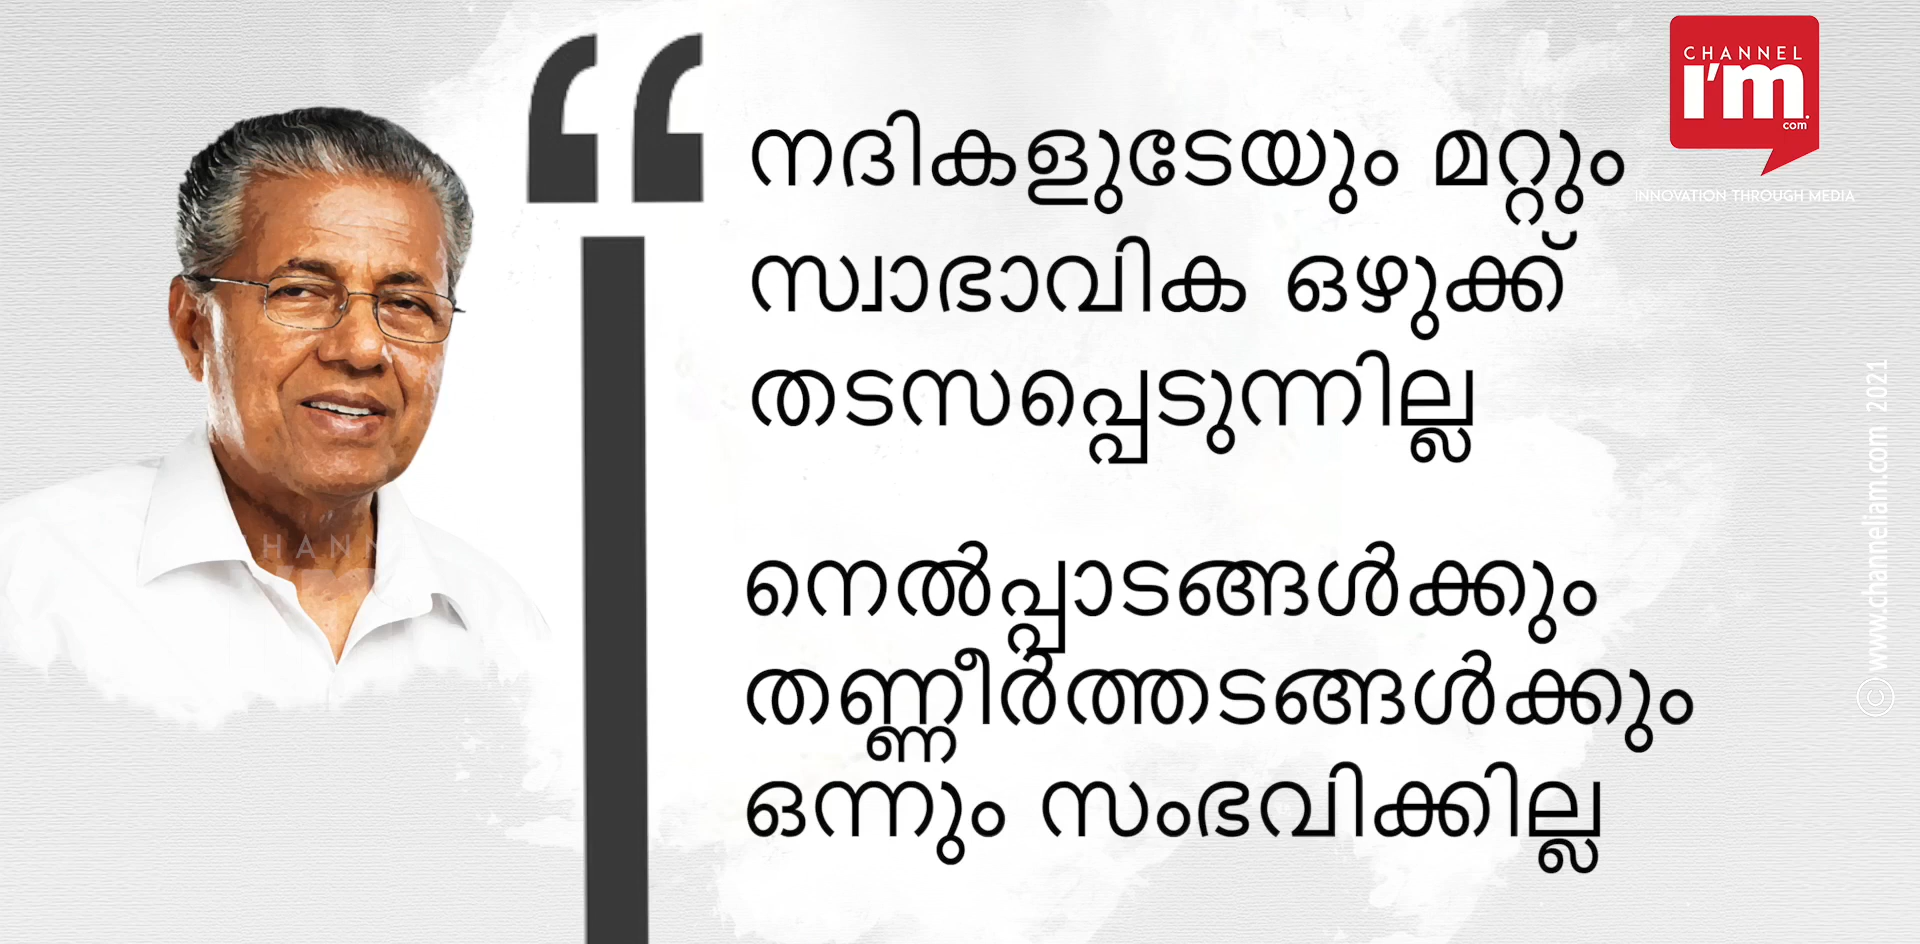 CHANNEL
I'm.
com
INNOVATION THROUGH MEDIA
നദികളുടേയും മറ്റും
സ്വാഭാവിക ഒഴുക്ക്
തടസപ്പെടുന്നില്ല
നെൽപ്പാടങ്ങൾക്കും
തണ്ണീർത്തടങ്ങൾക്കും
ഒന്നും സംഭവിക്കില്ല
© www.channeliam.com 2021